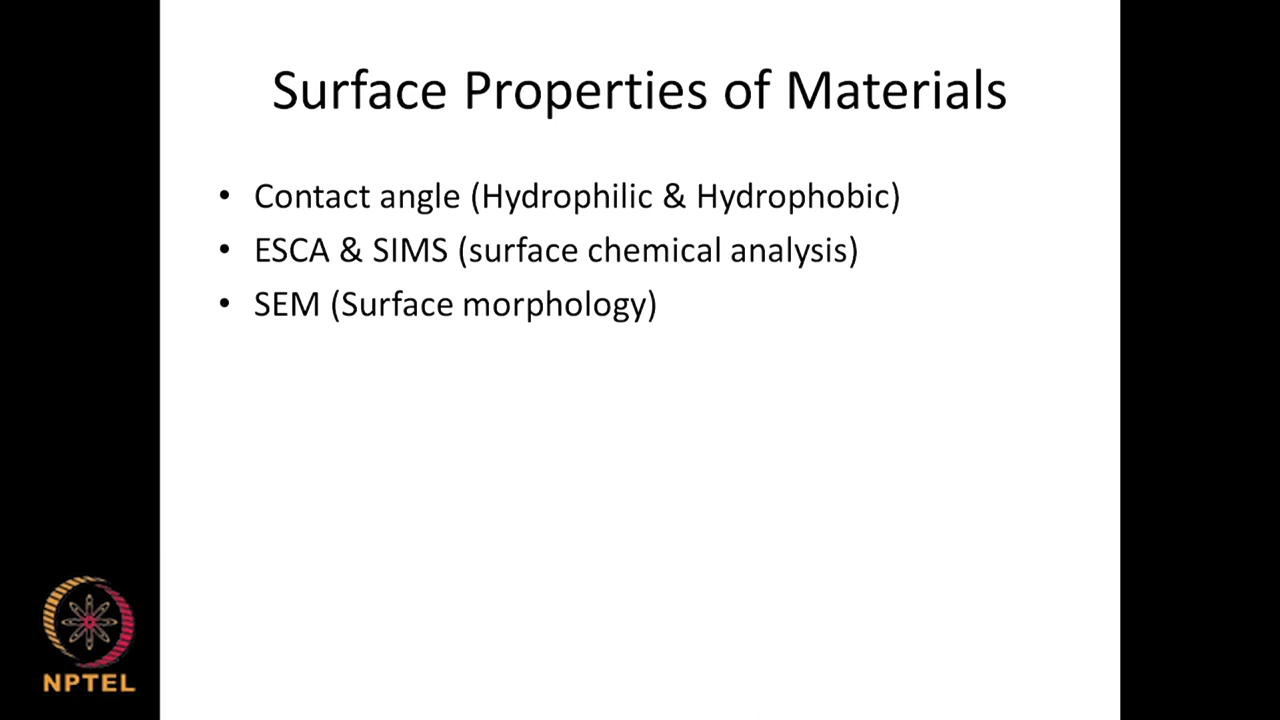 Surface Properties of Materials
• Contact angle (Hydrophilic & Hydrophobic)
• ESCA & SIMS (surface chemical analysis)
• SEM (Surface morphology)
NPTEL